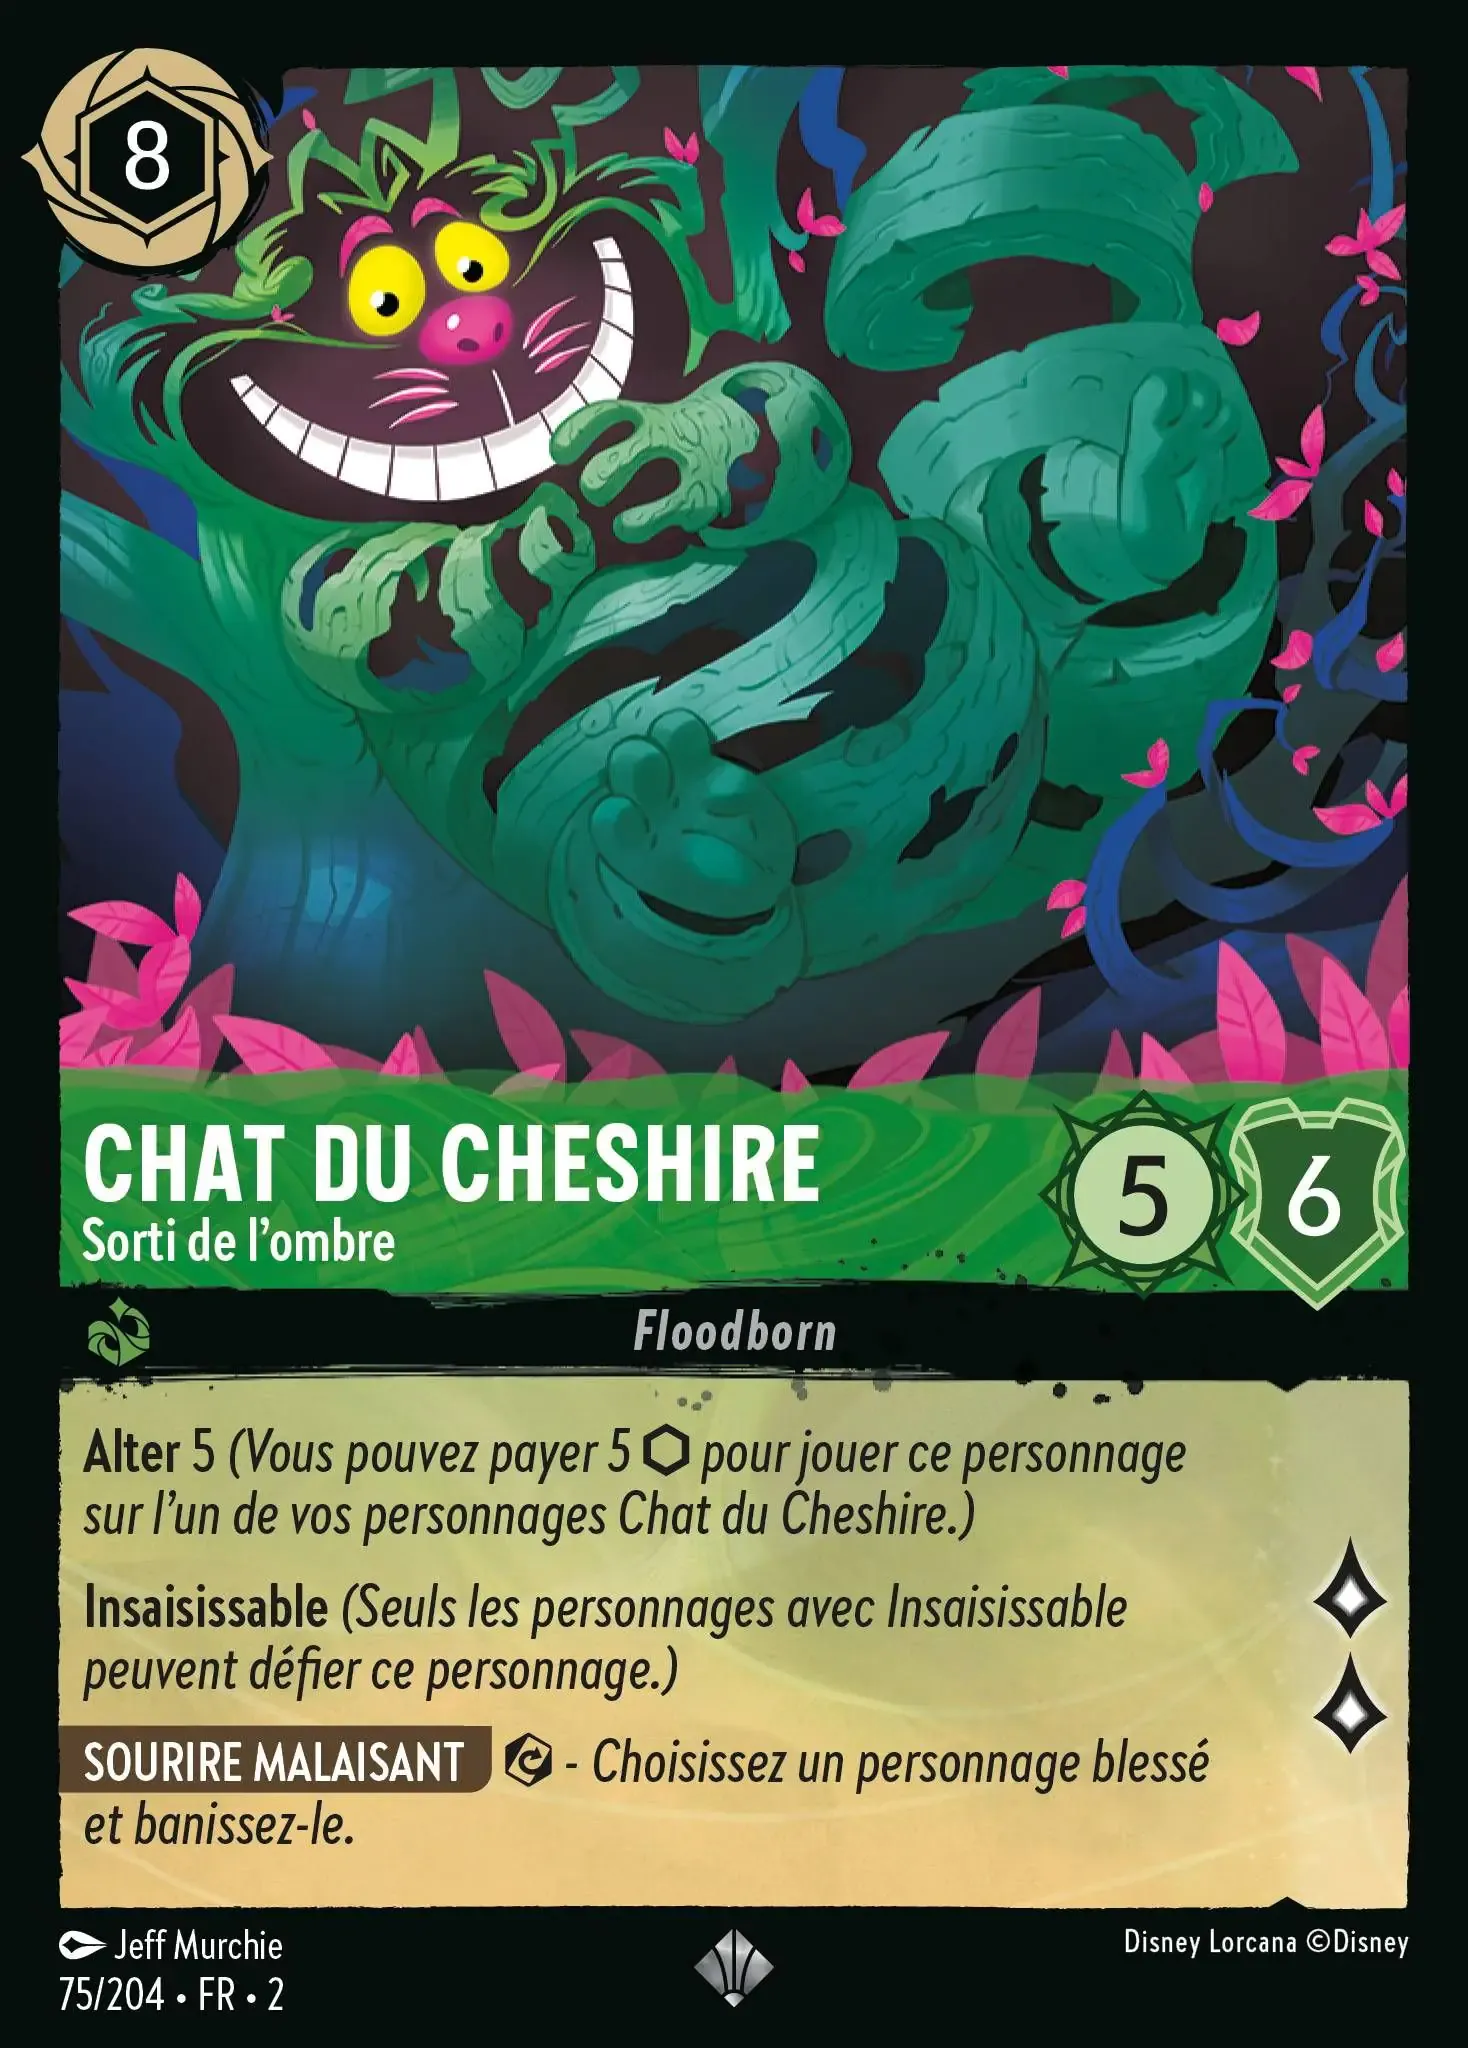 8
CHAT DU CHESHIRE
Sorti de l'ombre
5
6
Floodborn
Alter 5 (Vous pouvez payer 5 ⬡ pour jouer ce personnage
sur l'un de vos personnages Chat du Cheshire.)
Insaisissable (Seuls les personnages avec Insaisissable
peuvent défier ce personnage.)
SOURIRE MALAISANT - Choisissez un personnage blessé
et banissez-le.
Jeff Murchie
Disney Lorcana ©Disney
75/204 • FR • 2